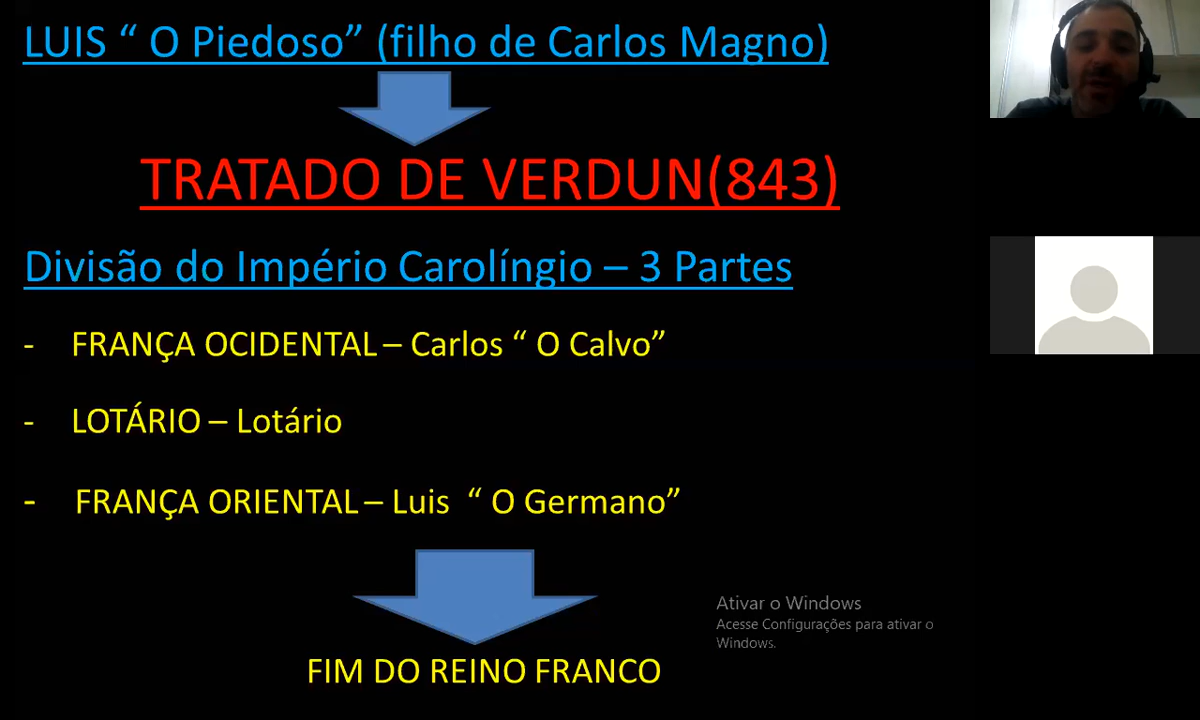 LUIS “ O Piedoso” (filho de Carlos Magno)
TRATADO DE VERDUN(843)
Divisão do Império Carolíngio – 3 Partes
- FRANÇA OCIDENTAL – Carlos “ O Calvo”
- LOTÁRIO – Lotário
- FRANÇA ORIENTAL – Luis “ O Germano”
Ativar o Windows
Acesse Configurações para ativar o
Windows.
FIM DO REINO FRANCO